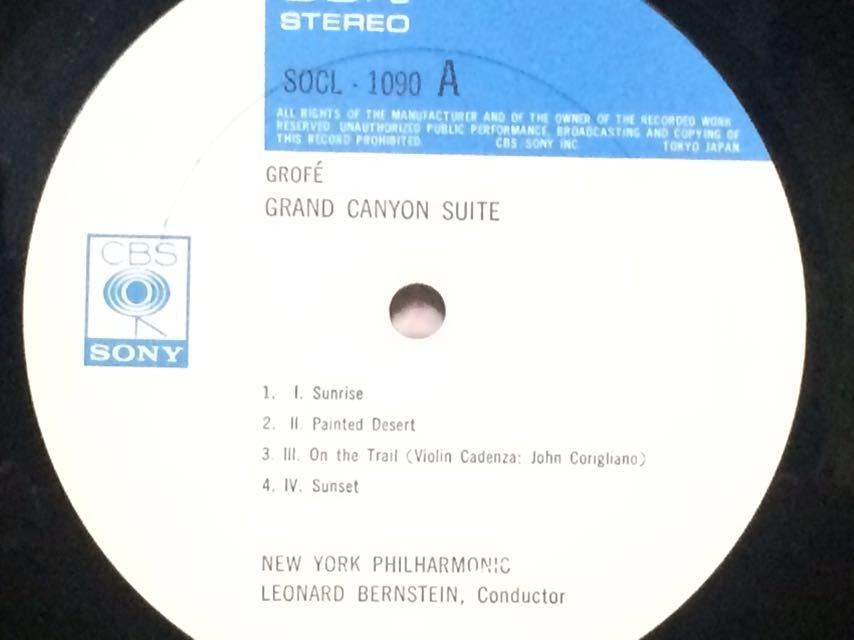 STEREO
SOCL - 1090 A
ALL RIGHTS OF THE MANUFACTURER AND OF THE OWNER OF THE RECORDED WORK
RESERVED. UNAUTHORIZED PUBLIC PERFORMANCE, BROADCASTING AND COPYING OF
THIS RECORD PROHIBITED. CBS SONY INC. TOKYO JAPAN
GROFÉ
GRAND CANYON SUITE
CBS
SONY
1. I. Sunrise
2. II. Painted Desert
3. III. On the Trail (Violin Cadenza: John Corigliano)
4. IV. Sunset
NEW YORK PHILHARMONIC
LEONARD BERNSTEIN, Conductor